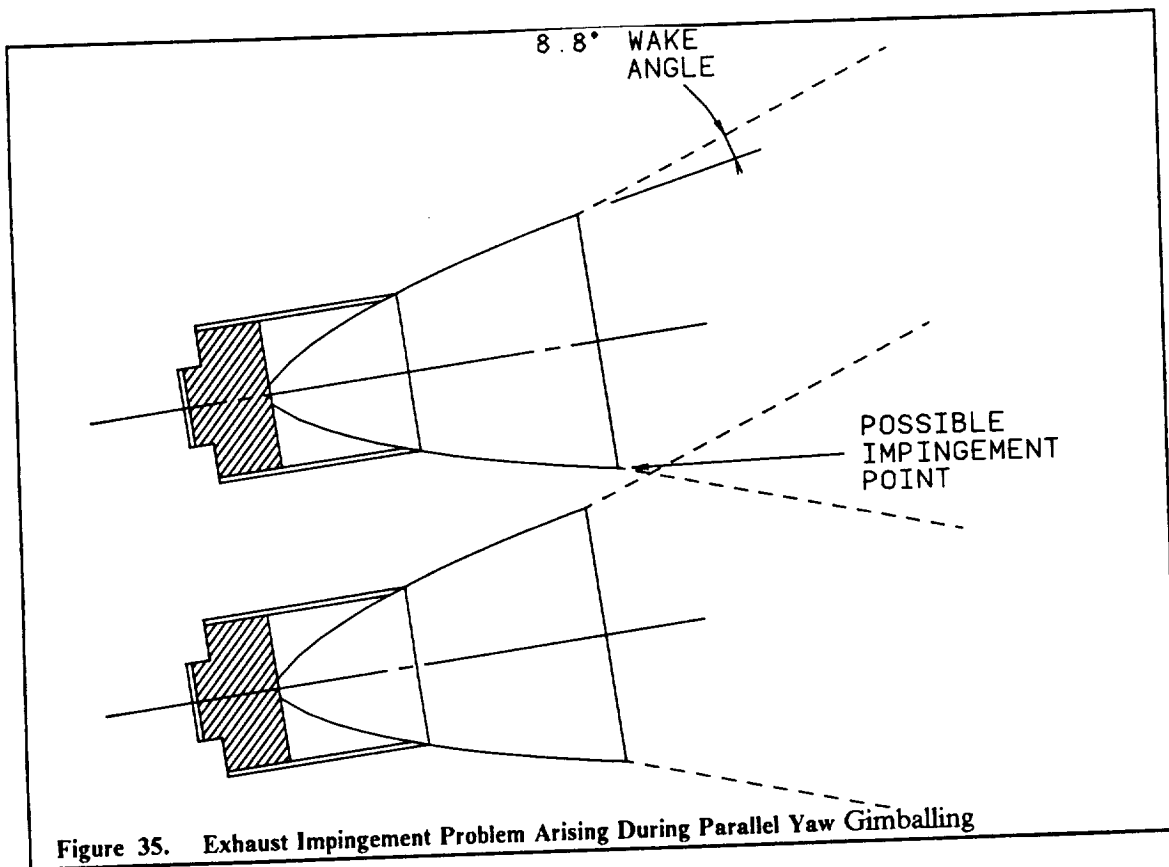 8.8° WAKE
ANGLE
POSSIBLE
IMPINGEMENT
POINT
Figure 35. Exhaust Impingement Problem Arising During Parallel Yaw Gimballing